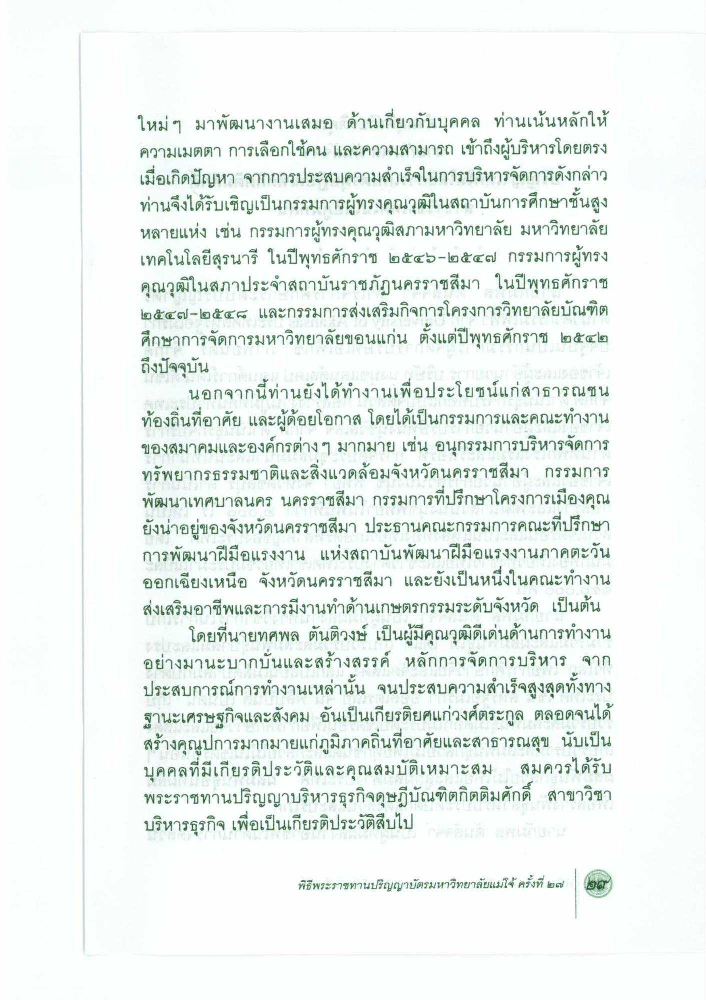 ใหม่ๆ มาพัฒนางานเสมอ ด้านเกี่ยวกับบุคคล ท่านเน้นหลักให้
ความเมตตา การเลือกใช้คน และความสามารถ เข้าถึงผู้บริหารโดยตรง
เมื่อเกิดปัญหา จากการประสบความสำเร็จในการบริหารจัดการดังกล่าว
ท่านจึงได้รับเชิญเป็นกรรมการผู้ทรงคุณวุฒิในสถาบันการศึกษาชั้นสูง
หลายแห่ง เช่น กรรมการผู้ทรงคุณวุฒิสภามหาวิทยาลัย มหาวิทยาลัย
เทคโนโลยีสุรนารี ในปีพุทธศักราช ๒๕๔๖-๒๕๔๗ กรรมการผู้ทรง
คุณวุฒิในสภาประจำสถาบันราชภัฏนครราชสีมา ในปีพุทธศักราช
๒๕๔๗-๒๕๔๘ และกรรมการส่งเสริมกิจการโครงการวิทยาลัยบัณฑิต
ศึกษาการจัดการมหาวิทยาลัยขอนแก่น ตั้งแต่ปีพุทธศักราช ๒๕๔๒
ถึงปัจจุบัน
นอกจากนี้ท่านยังได้ทำงานเพื่อประโยชน์แก่สาธารณชน
ท้องถิ่นที่อาศัย และผู้ด้อยโอกาส โดยได้เป็นกรรมการและคณะทำงาน
ของสมาคมและองค์กรต่างๆ มากมาย เช่น อนุกรรมการบริหารจัดการ
ทรัพยากรธรรมชาติและสิ่งแวดล้อมจังหวัดนครราชสีมา กรรมการ
พัฒนาเทศบาลนคร นครราชสีมา กรรมการที่ปรึกษาโครงการเมืองคุณ
ยังน่าอยู่ของจังหวัดนครราชสีมา ประธานคณะกรรมการคณะที่ปรึกษา
การพัฒนาฝีมือแรงงาน แห่งสถาบันพัฒนาฝีมือแรงงานภาคตะวัน
ออกเฉียงเหนือ จังหวัดนครราชสีมา และยังเป็นหนึ่งในคณะทำงาน
ส่งเสริมอาชีพและการมีงานทำด้านเกษตรกรรมระดับจังหวัด เป็นต้น
โดยที่นายทศพล ตันติวงษ์ เป็นผู้มีคุณวุฒิดีเด่นด้านการทำงาน
อย่างมานะบากบั่นและสร้างสรรค์ หลักการจัดการบริหาร จาก
ประสบการณ์การทำงานเหล่านั้น จนประสบความสำเร็จสูงสุดทั้งทาง
ฐานะเศรษฐกิจและสังคม อันเป็นเกียรติยศแก่วงศ์ตระกูล ตลอดจนได้
สร้างคุณูปการมากมายแก่ภูมิภาคถิ่นที่อาศัยและสาธารณสุข นับเป็น
บุคคลที่มีเกียรติประวัติและคุณสมบัติเหมาะสม สมควรได้รับ
พระราชทานปริญญาบริหารธุรกิจดุษฎีบัณฑิตกิตติมศักดิ์ สาขาวิชา
บริหารธุรกิจ เพื่อเป็นเกียรติประวัติสืบไป
พิธีพระราชทานปริญญาบัตรมหาวิทยาลัยแม่โจ้ ครั้งที่ ๒๗
๒๙